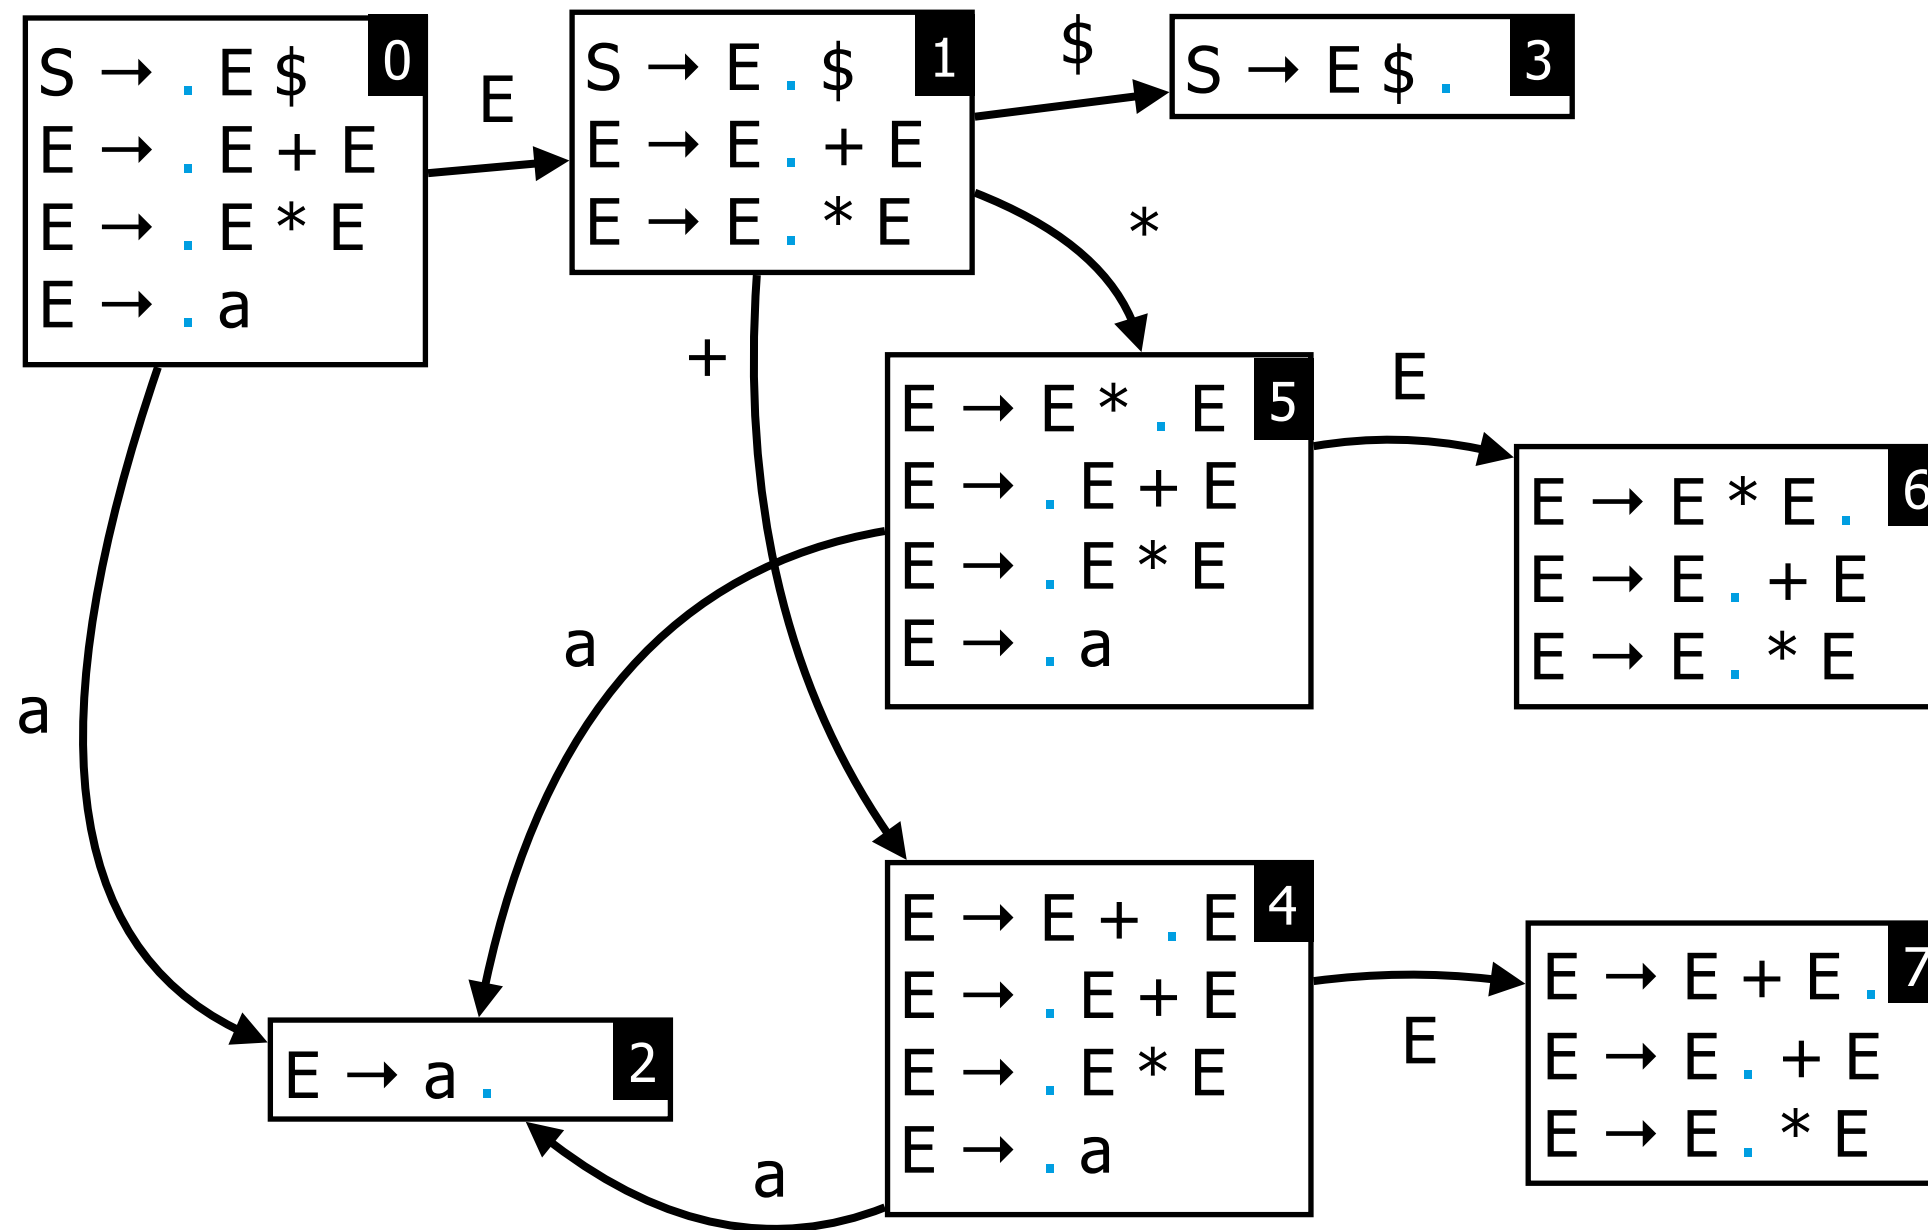 0
S → . E $
E → . E + E
E → . E * E
E → . a
E
1
S → E . $
E → E . + E
E → E . * E
$
3
S → E $ .
*
+
5
E → E * . E
E → . E + E
E → . E * E
E → . a
E
6
E → E * E .
E → E . + E
E → E . * E
a
a
4
E → E + . E
E → . E + E
E → . E * E
E → . a
E
7
E → E + E .
E → E . + E
E → E . * E
2
E → a .
a